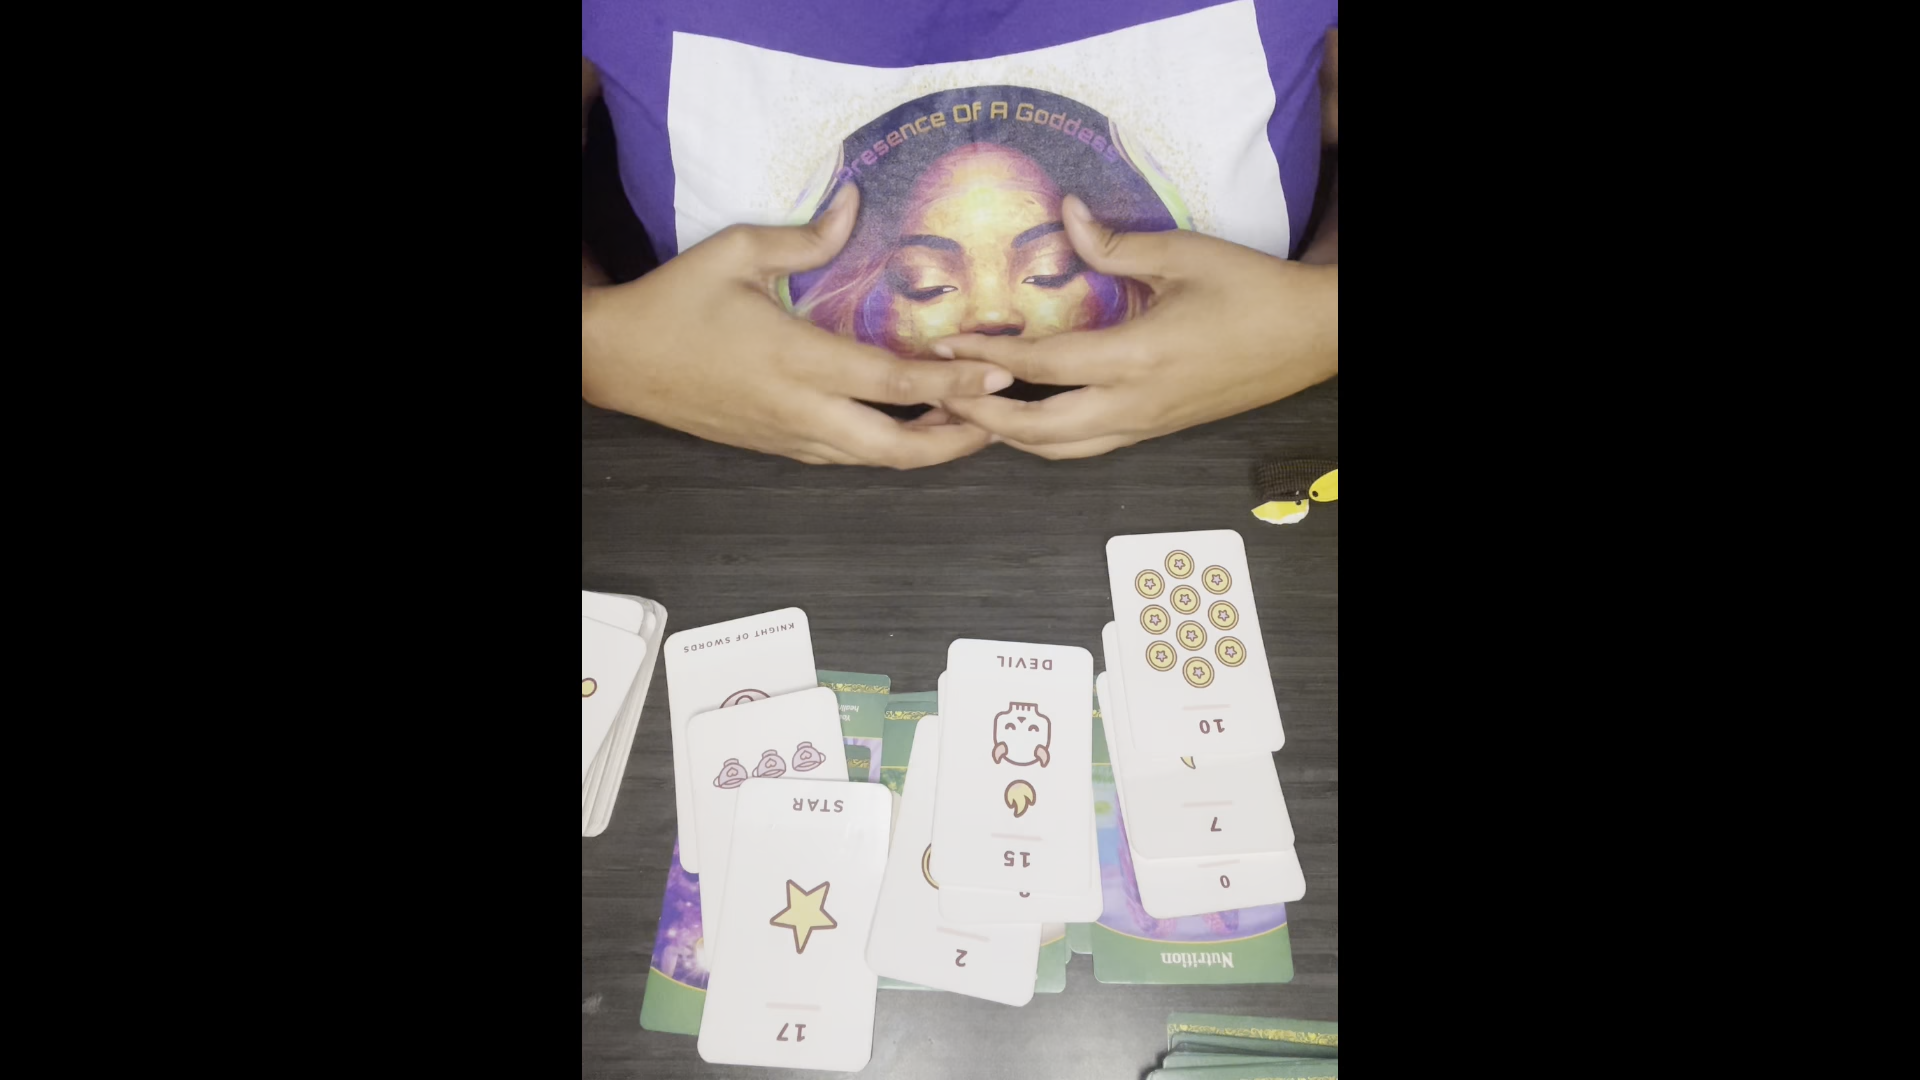 Presence Of A Goddess
KNIGHT OF SWORDS
DEVIL
10
STAR
7
15
0
2
Nutrition
17